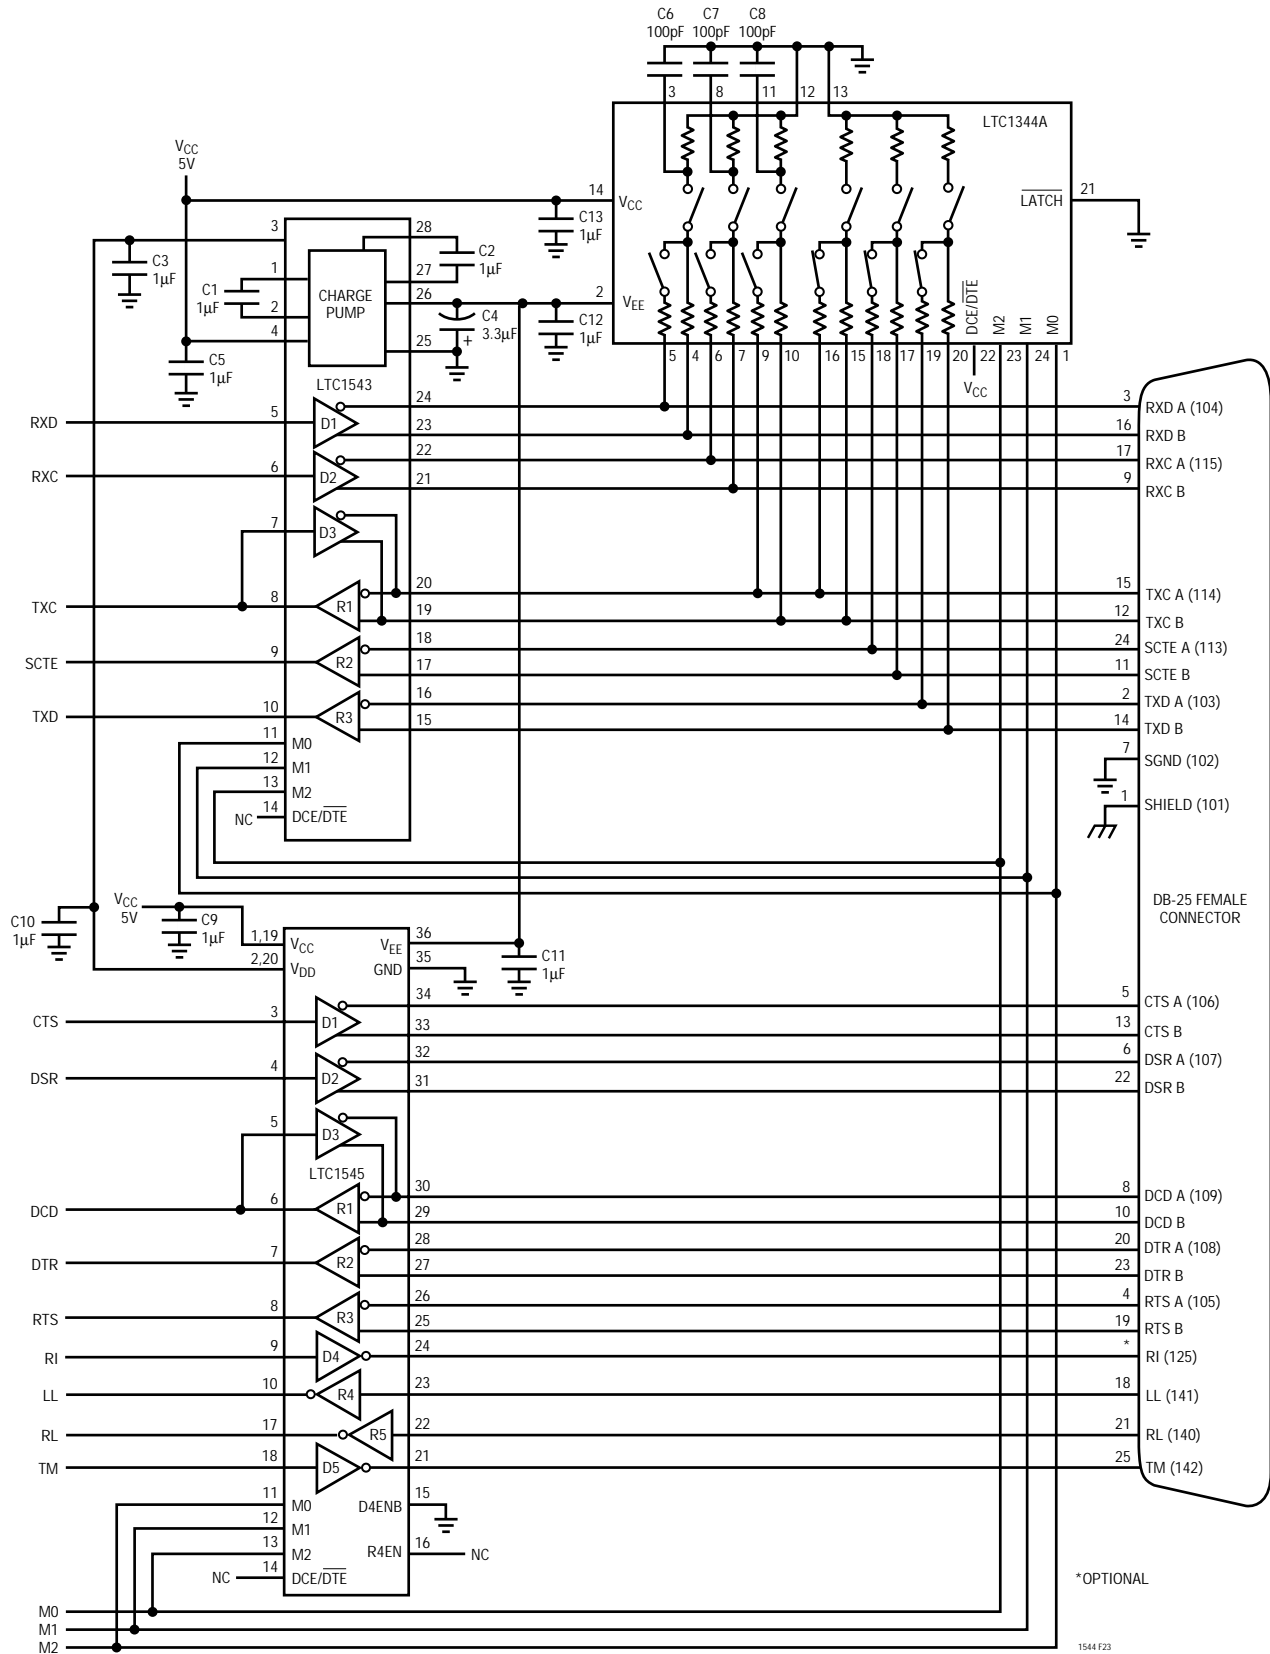 C6 C7 C8
100pF 100pF 100pF
3 8 11 12 13
LTC1344A
VCC
5V
14 VCC
LATCH 21
C13
1µF
3 28
C3
1µF
C2
1µF
1 27
C1
1µF
CHARGE
PUMP
2 26
2 VEE
C4
3.3µF
+
C12
1µF
DCE/DTE M2 M1 M0
4 25
C5
1µF
5 4 6 7 9 10 16 15 18 17 19 20 22 23 24 1
VCC
LTC1543
RXD 5 D1 24 3 RXD A (104)
23 16 RXD B
RXC 6 D2 22 17 RXC A (115)
21 9 RXC B
7 D3
TXC 8 R1 20 15 TXC A (114)
19 12 TXC B
SCTE 9 R2 18 24 SCTE A (113)
17 11 SCTE B
TXD 10 R3 16 2 TXD A (103)
15 14 TXD B
11 M0
12 M1
13 M2
NC 14 DCE/DTE
7 SGND (102)
1 SHIELD (101)
DB-25 FEMALE
CONNECTOR
C10
1µF
VCC
5V
C9
1µF
1,19 VCC VEE 36
2,20 VDD GND 35
C11
1µF
CTS 3 D1 34 5 CTS A (106)
33 13 CTS B
DSR 4 D2 32 6 DSR A (107)
31 22 DSR B
5 D3
LTC1545
DCD 6 R1 30 8 DCD A (109)
29 10 DCD B
DTR 7 R2 28 20 DTR A (108)
27 23 DTR B
RTS 8 R3 26 4 RTS A (105)
25 19 RTS B
RI 9 D4 24 * RI (125)
LL 10 R4 23 18 LL (141)
RL 17 R5 22 21 RL (140)
TM 18 D5 21 25 TM (142)
11 M0 D4ENB 15
12 M1
13 M2 R4EN 16 NC
NC 14 DCE/DTE
*OPTIONAL
M0
M1
M2
1544 F23